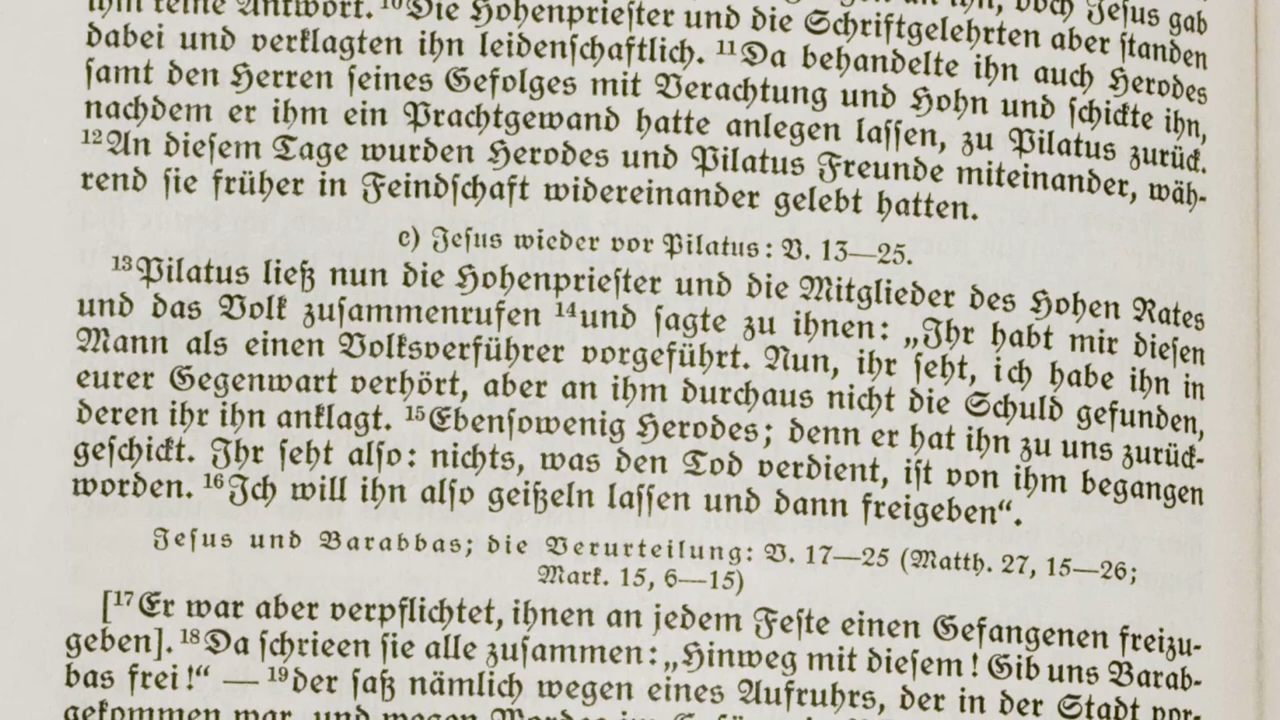 ihm keine Antwort. ¹⁰Die Hohenpriester und die Schriftgelehrten aber standen
dabei und verklagten ihn leidenschaftlich. ¹¹Da behandelte ihn auch Herodes
samt den Herren seines Gefolges mit Verachtung und Hohn und schickte ihn,
nachdem er ihm ein Prachtgewand hatte anlegen lassen, zu Pilatus zurück.
¹²An diesem Tage wurden Herodes und Pilatus Freunde miteinander, wäh-
rend sie früher in Feindschaft widereinander gelebt hatten.
c) Jesus wieder vor Pilatus: V. 13—25.
¹³Pilatus ließ nun die Hohenpriester und die Mitglieder des Hohen Rates
und das Volk zusammenrufen ¹⁴und sagte zu ihnen: „Ihr habt mir diesen
Mann als einen Volksverführer vorgeführt. Nun, ihr seht, ich habe ihn in
eurer Gegenwart verhört, aber an ihm durchaus nicht die Schuld gefunden,
deren ihr ihn anklagt. ¹⁵Ebensowenig Herodes; denn er hat ihn zu uns zurück-
geschickt. Ihr seht also: nichts, was den Tod verdient, ist von ihm begangen
worden. ¹⁶Ich will ihn also geißeln lassen und dann freigeben“.
Jesus und Barabbas; die Verurteilung: V. 17—25 (Matth. 27, 15—26;
Mark. 15, 6—15)
[¹⁷Er war aber verpflichtet, ihnen an jedem Feste einen Gefangenen freizu-
geben]. ¹⁸Da schrieen sie alle zusammen: „Hinweg mit diesem! Gib uns Barab-
bas frei!“ — ¹⁹der saß nämlich wegen eines Aufruhrs, der in der Stadt vor-
gekommen war, und wegen Mordes im